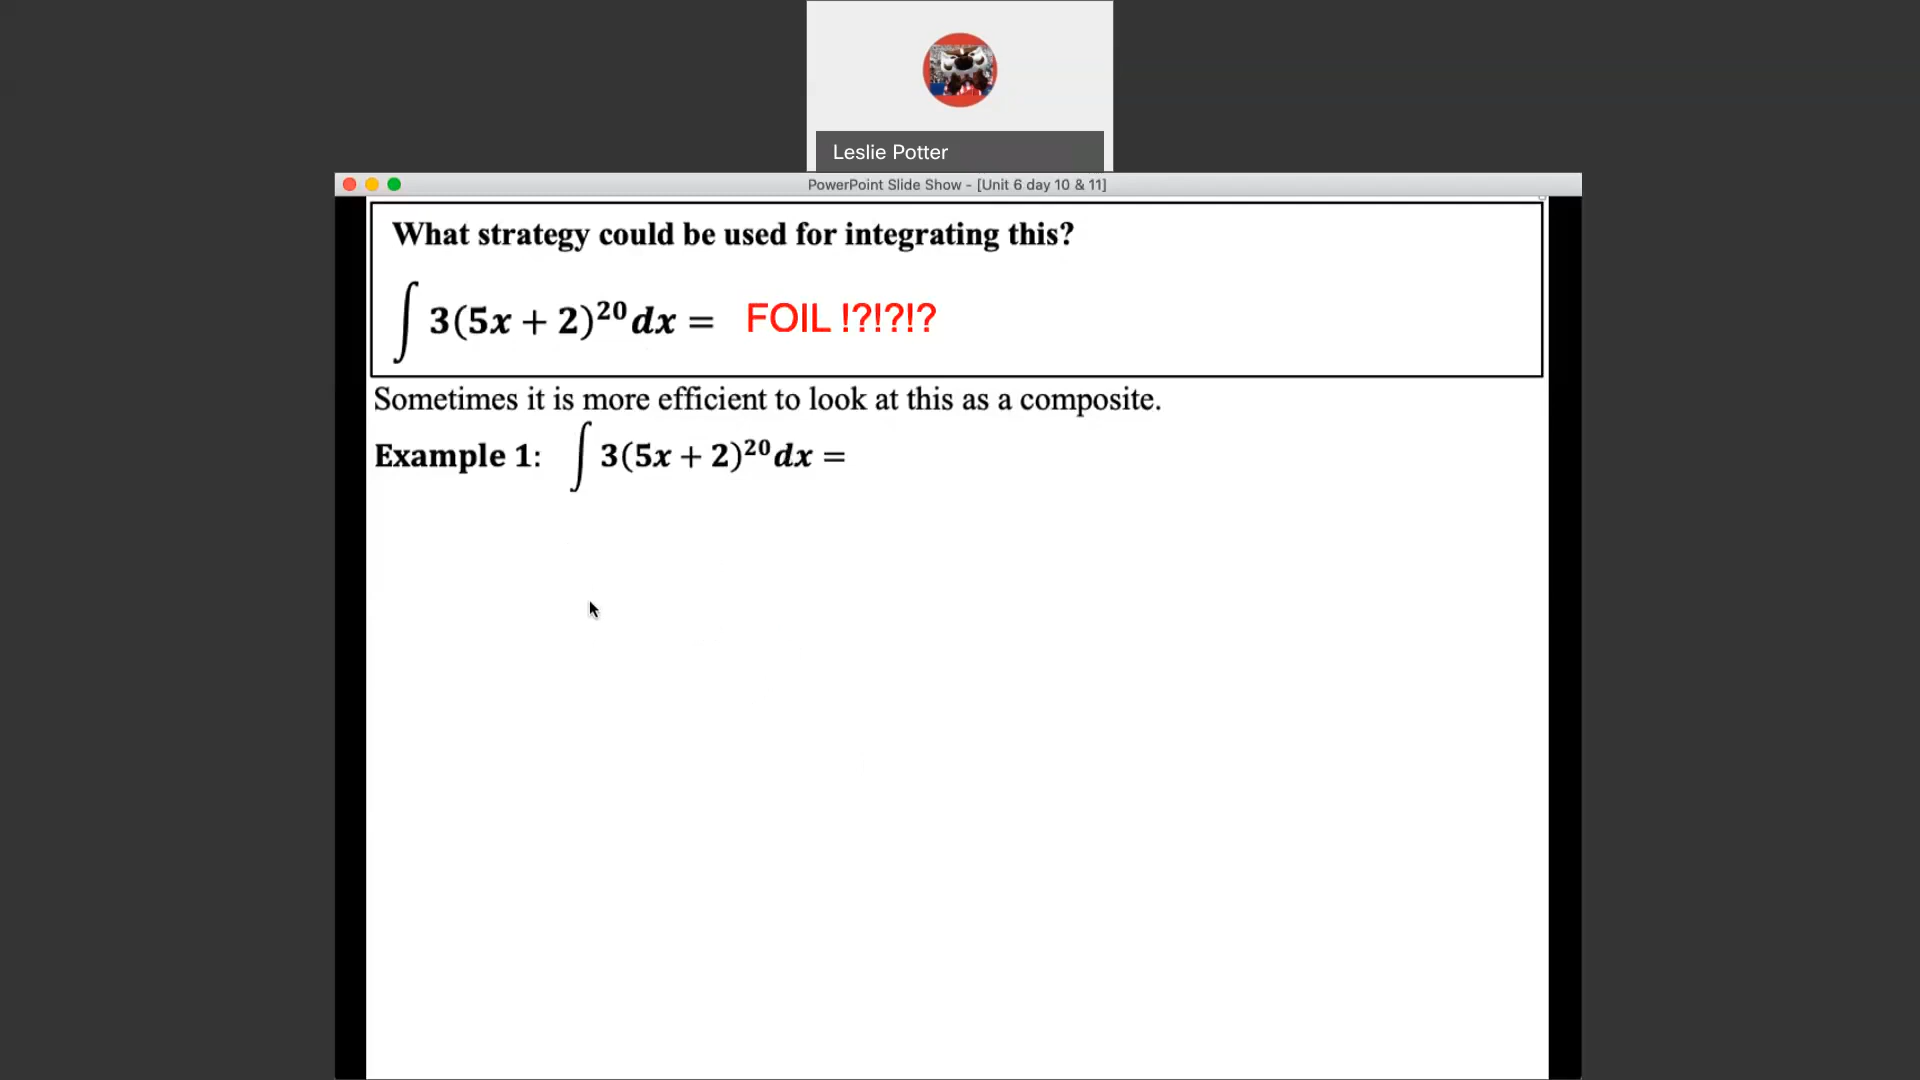 Leslie Potter
PowerPoint Slide Show - [Unit 6 day 10 & 11]
What strategy could be used for integrating this?
∫ 3(5x + 2)²⁰ dx = FOIL !?!?!?
Sometimes it is more efficient to look at this as a composite.
Example 1: ∫ 3(5x + 2)²⁰ dx =